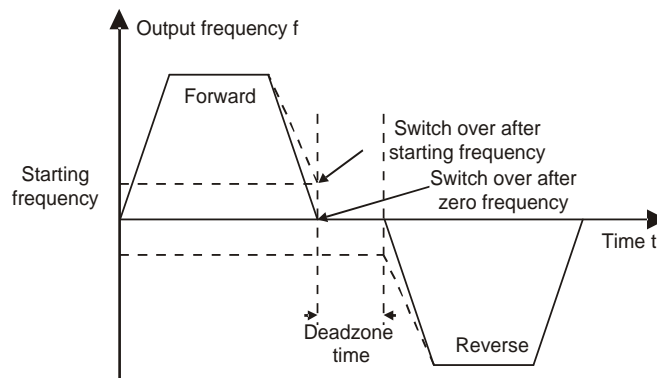 Output frequency f
Forward
Switch over after
starting frequency
Starting
frequency
Switch over after
zero frequency
Time t
Deadzone
time
Reverse